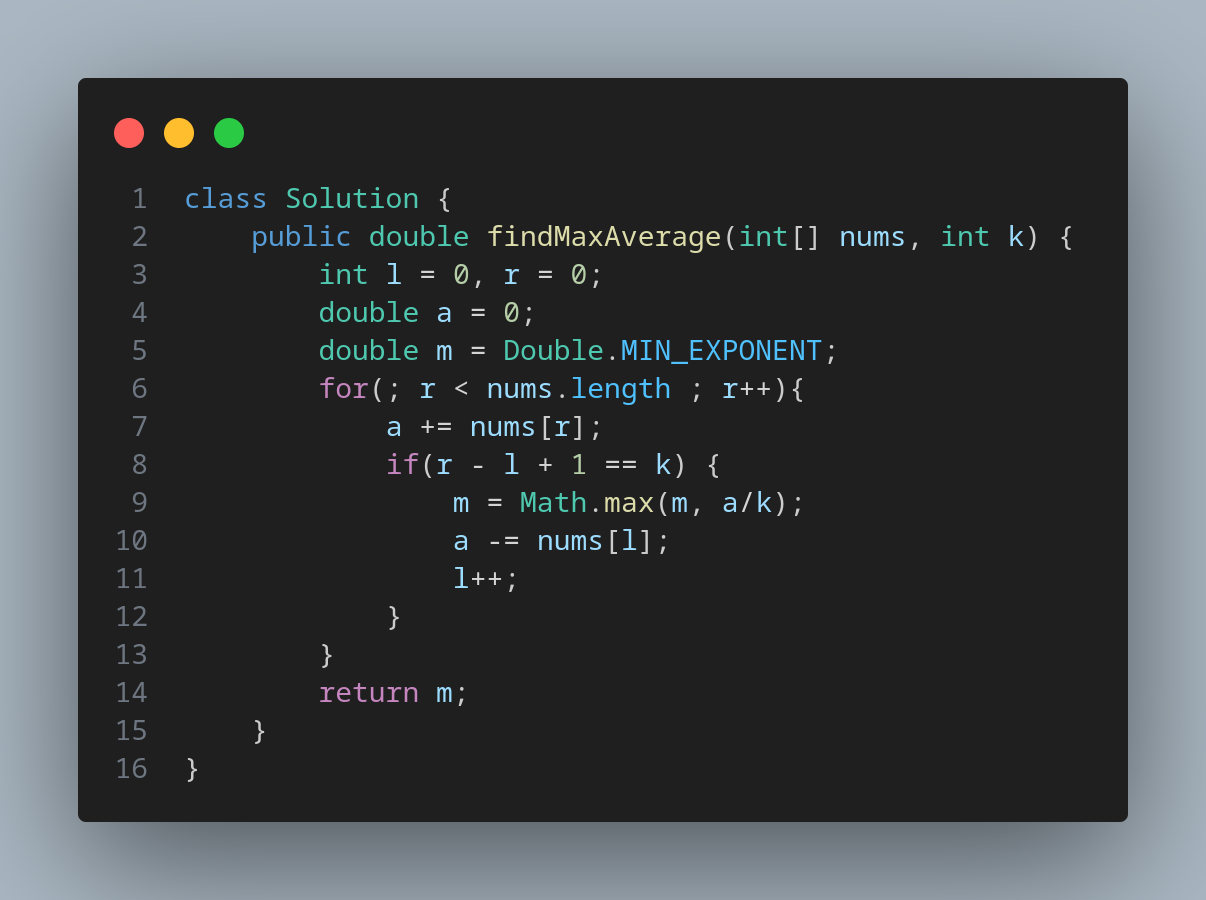 1 class Solution {
2     public double findMaxAverage(int[] nums, int k) {
3         int l = 0, r = 0;
4         double a = 0;
5         double m = Double.MIN_EXPONENT;
6         for(; r < nums.length ; r++){
7             a += nums[r];
8             if(r - l + 1 == k) {
9                 m = Math.max(m, a/k);
10                 a -= nums[l];
11                 l++;
12             }
13         }
14         return m;
15     }
16 }